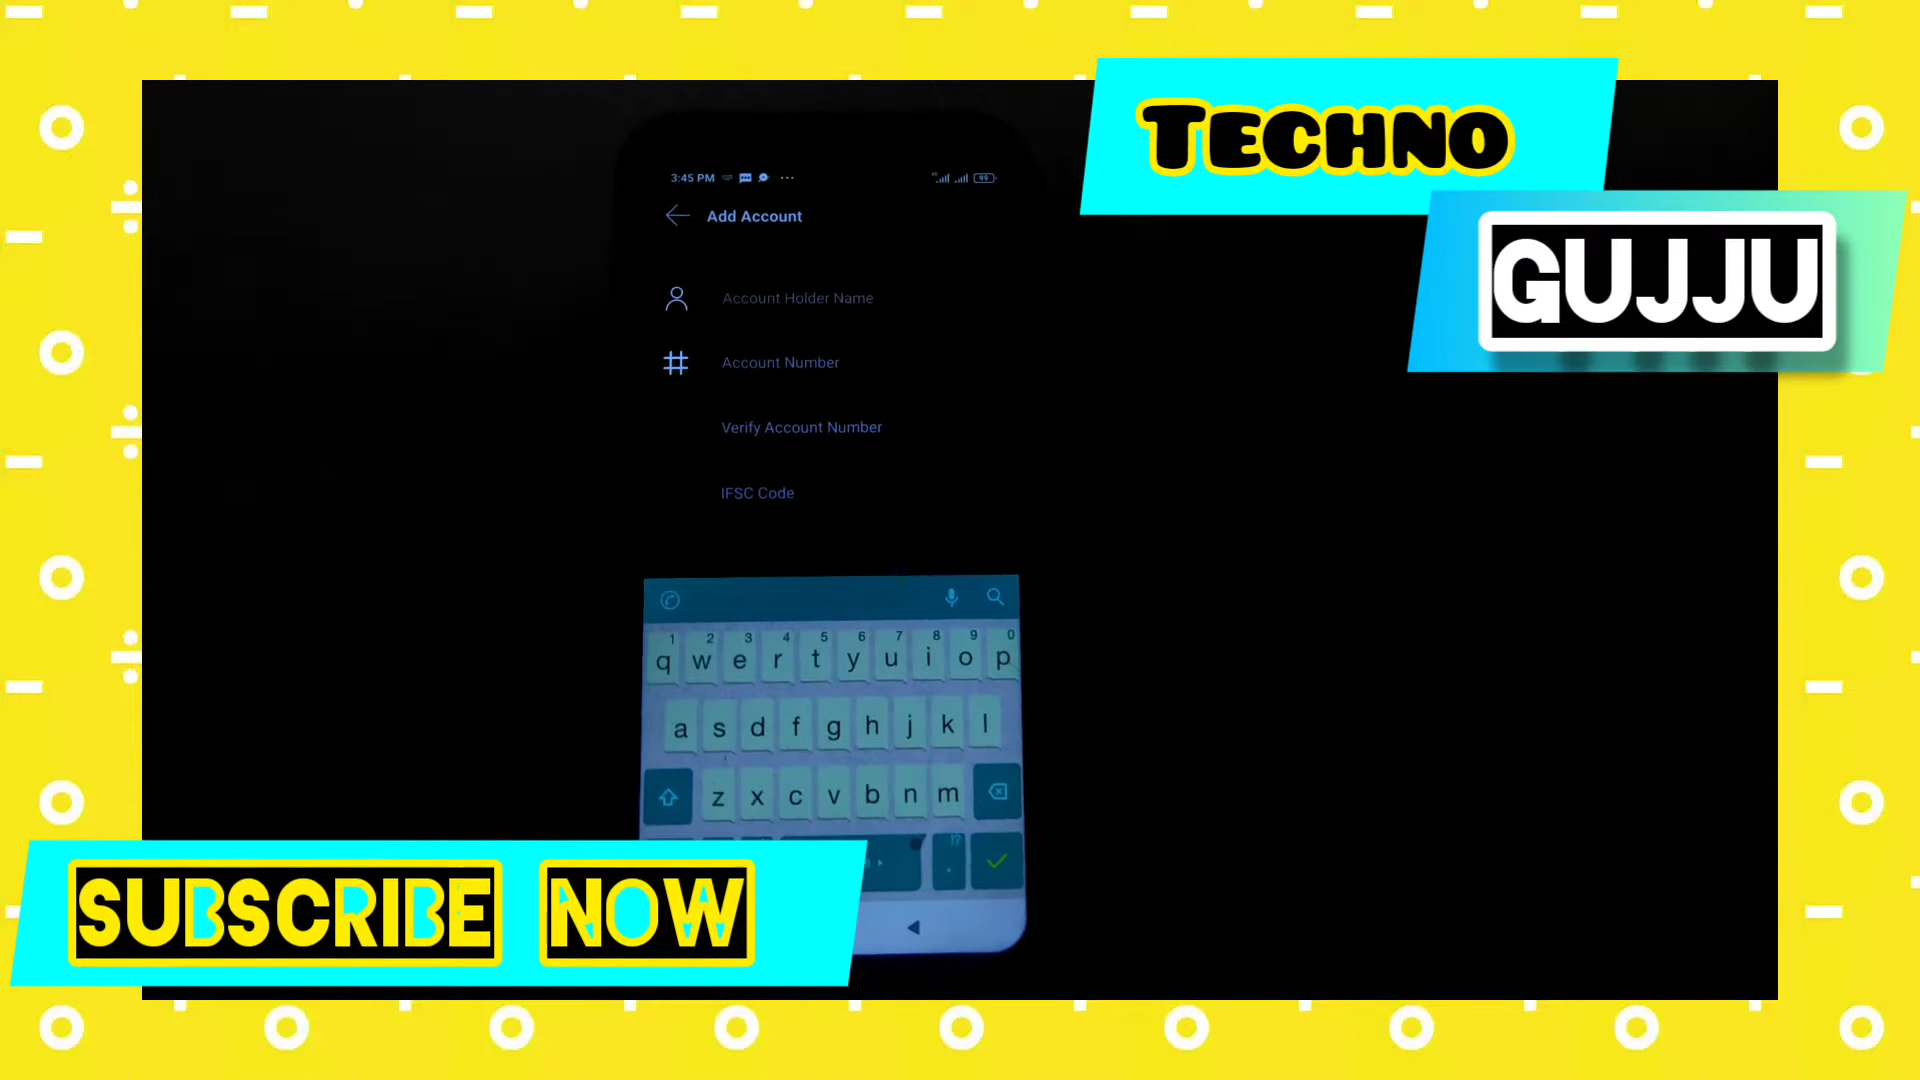 TECHNO
GUJJU
3:45 PM
99
Add Account
Account Holder Name
Account Number
Verify Account Number
IFSC Code
1 2 3 4 5 6 7 8 9 0
q w e r t y u i o p
a s d f g h j k l
z x c v b n m
!?
.
SUBSCRIBE NOW